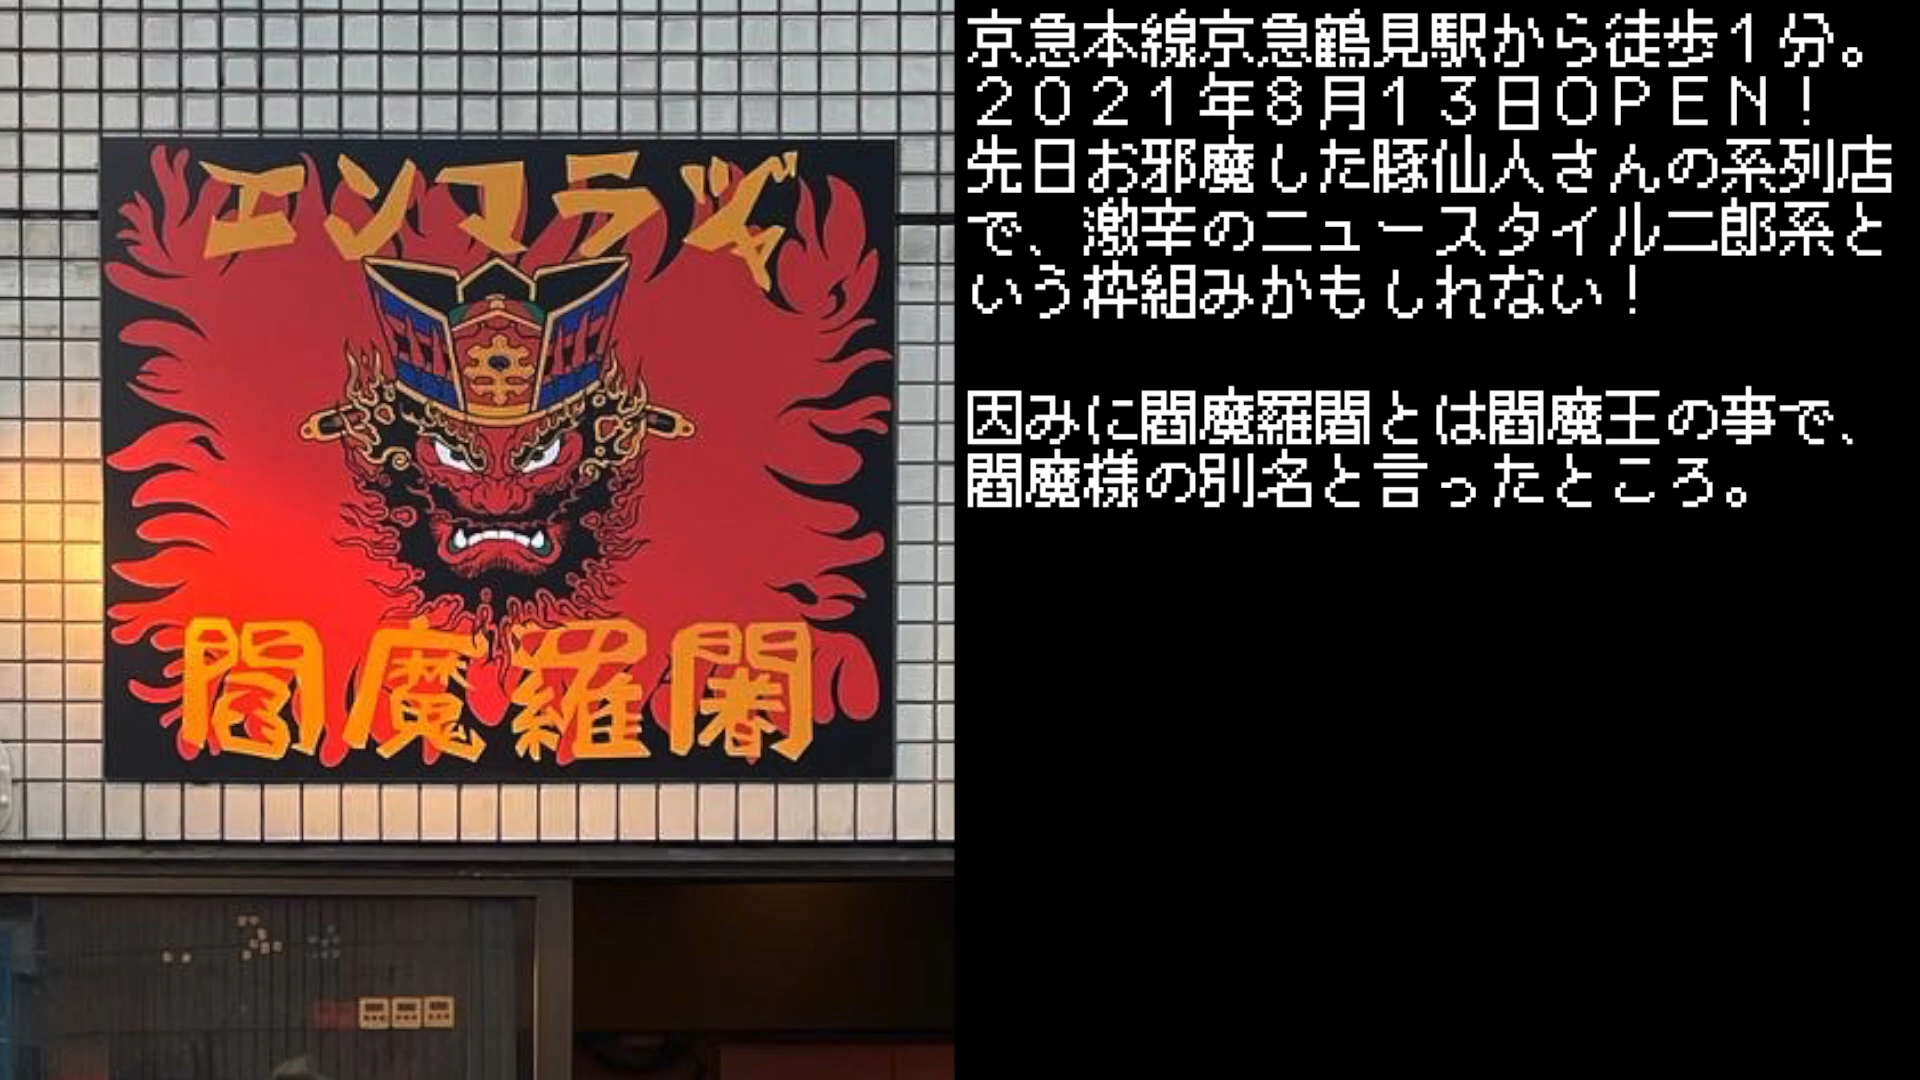 エンマラジャ
閻魔羅闍
京急本線京急鶴見駅から徒歩1分。
2021年8月13日OPEN!
先日お邪魔した豚仙人さんの系列店
で、激辛のニュースタイル二郎系と
いう枠組みかもしれない!
因みに閻魔羅闍とは閻魔王の事で、
閻魔様の別名と言ったところ。